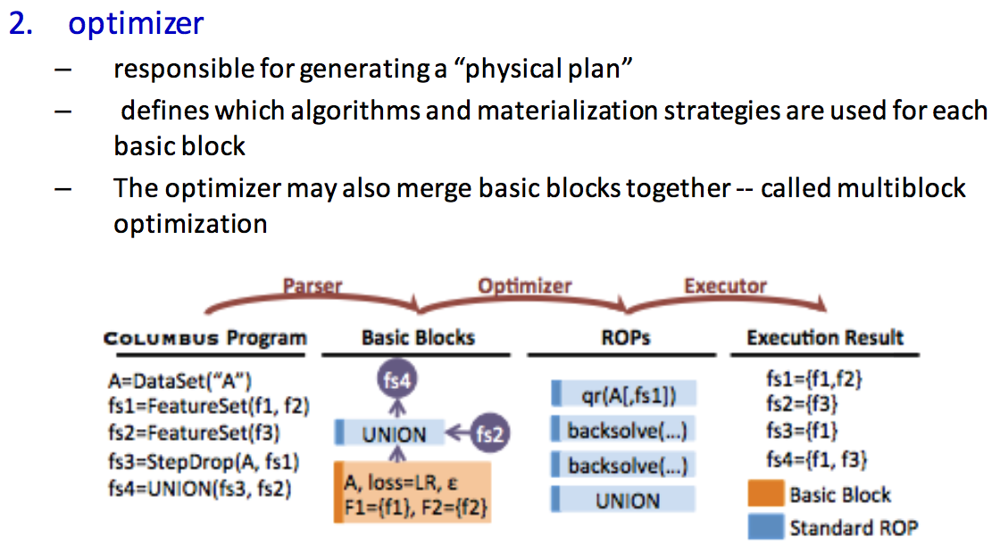 2. optimizer
– responsible for generating a “physical plan”
– defines which algorithms and materialization strategies are used for each
basic block
– The optimizer may also merge basic blocks together -- called multiblock
optimization
Parser
Optimizer
Executor
COLUMBUS Program
A=DataSet(“A”)
fs1=FeatureSet(f1, f2)
fs2=FeatureSet(f3)
fs3=StepDrop(A, fs1)
fs4=UNION(fs3, fs2)
Basic Blocks
fs4
UNION
fs2
A, loss=LR, ε
F1={f1}, F2={f2}
ROPs
qr(A[,fs1])
backsolve(...)
backsolve(...)
UNION
Execution Result
fs1={f1,f2}
fs2={f3}
fs3={f1}
fs4={f1, f3}
Basic Block
Standard ROP